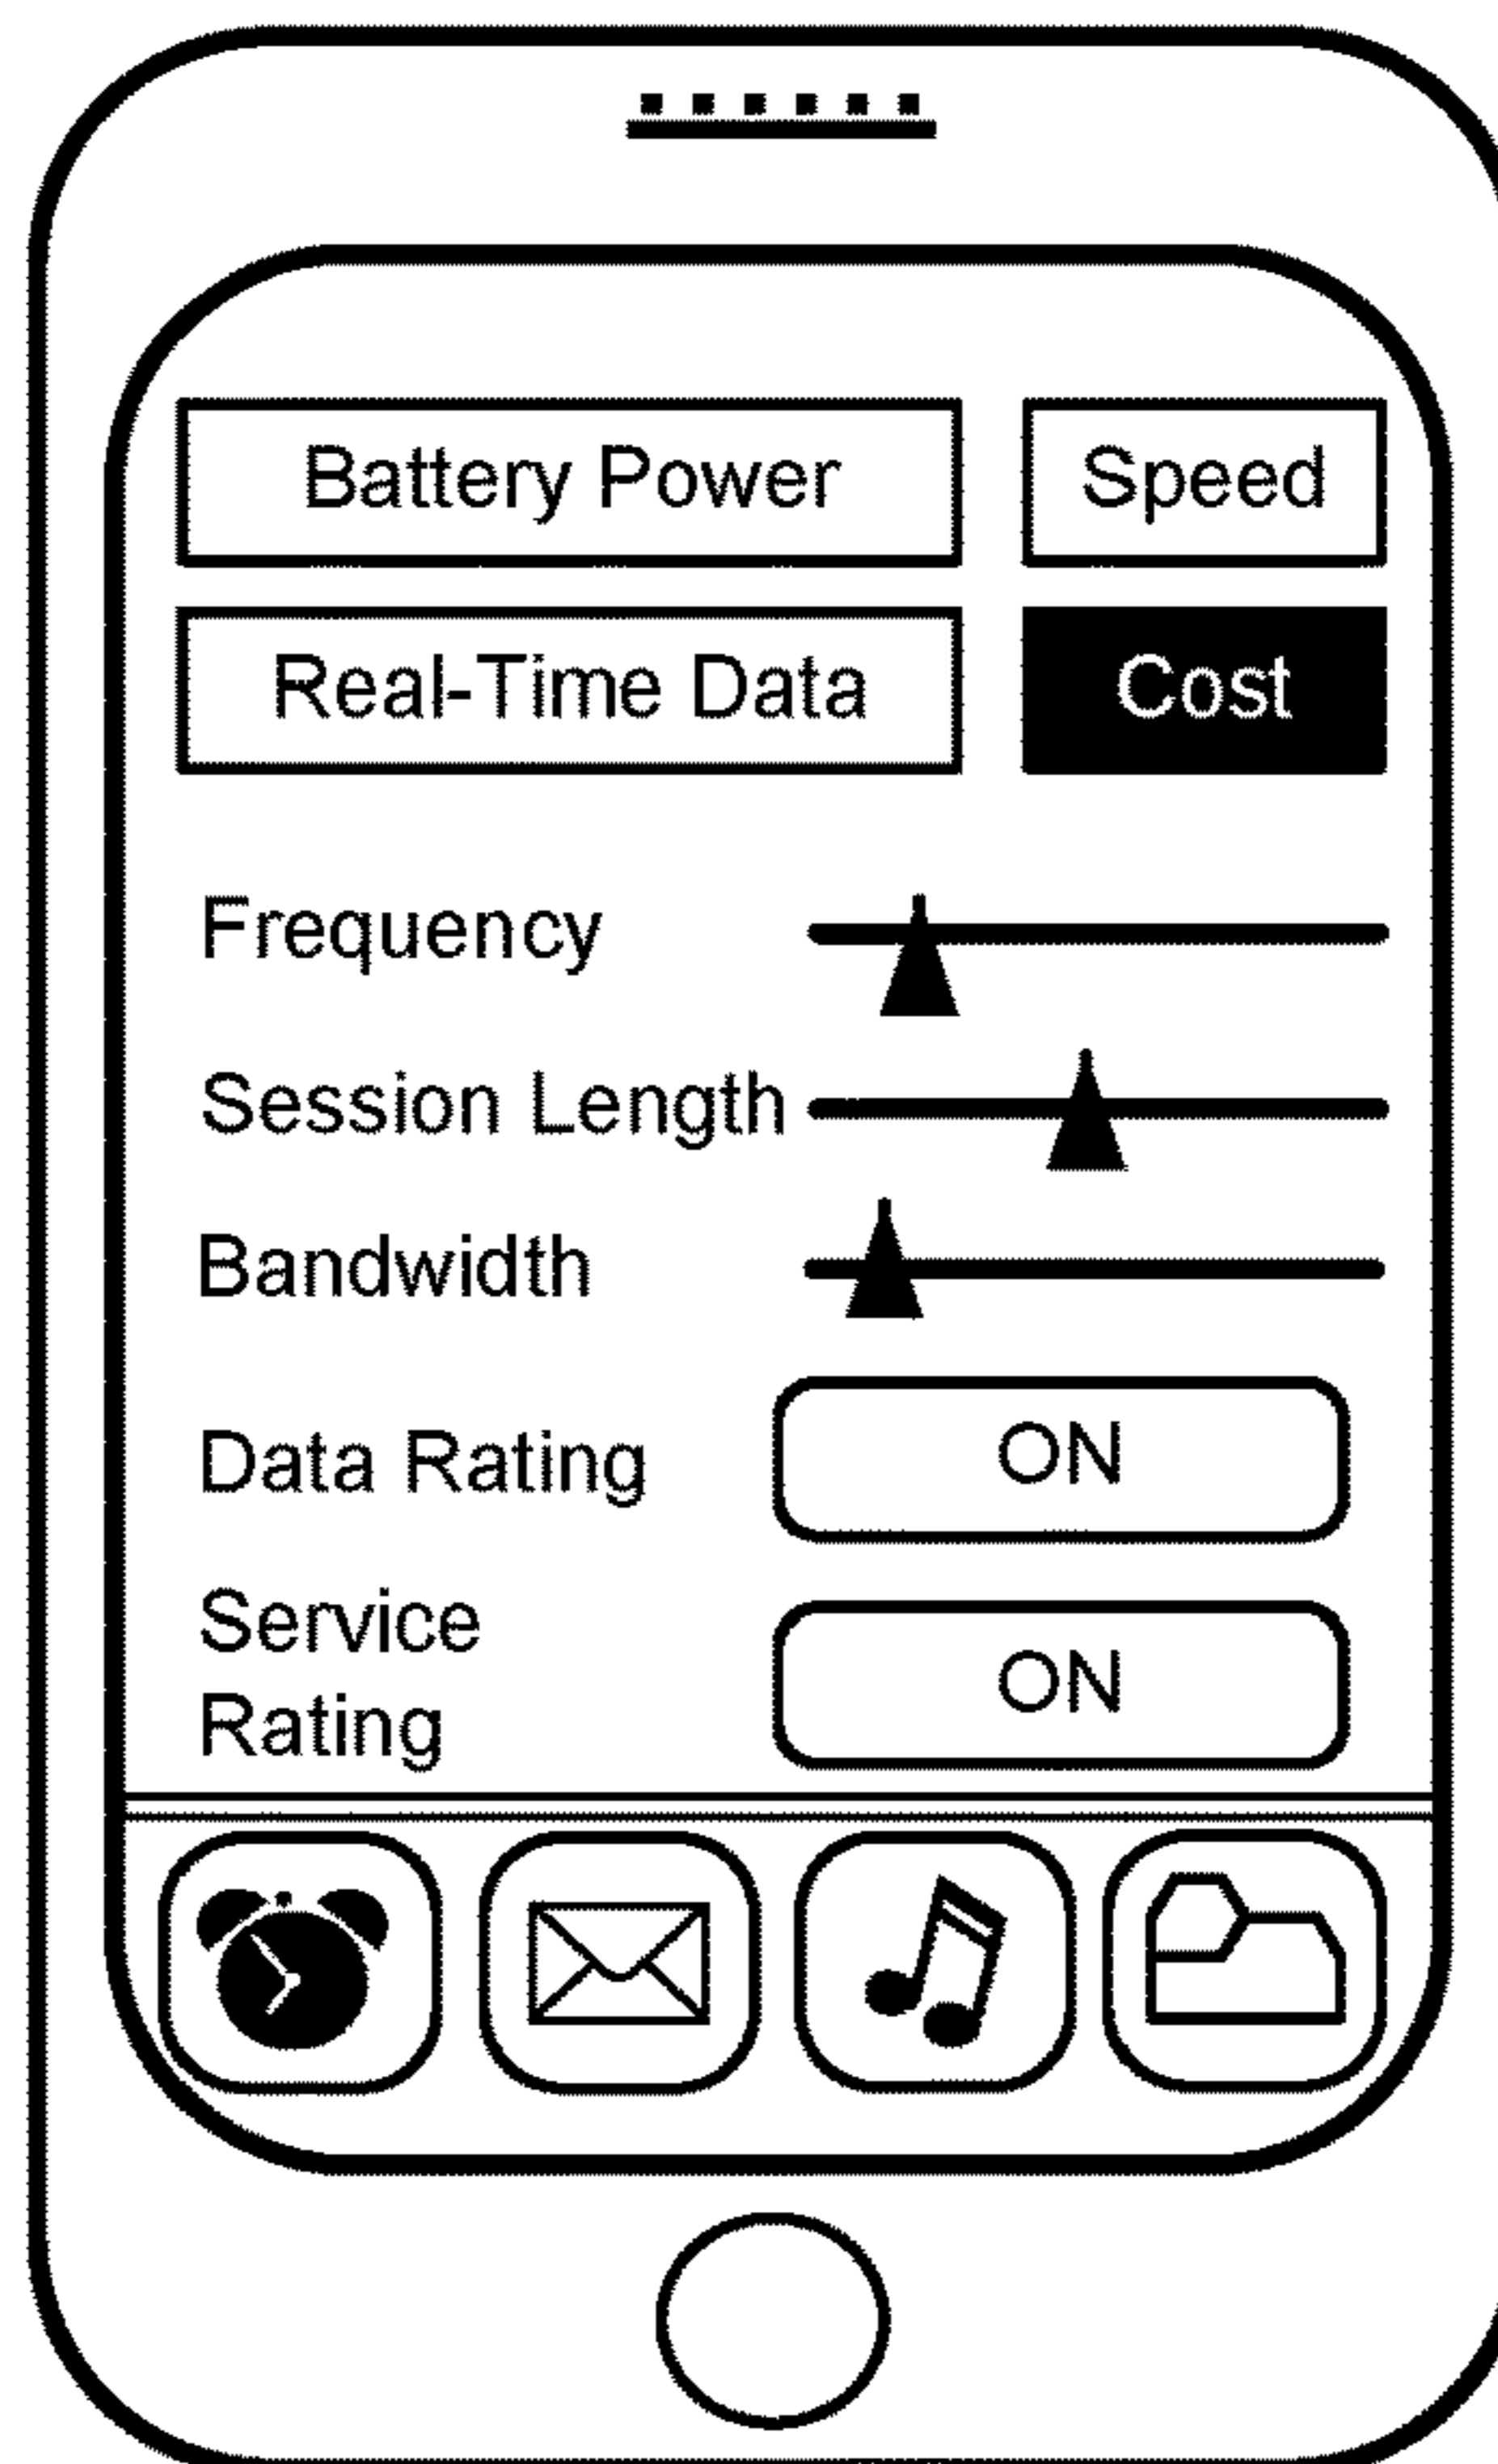 Battery Power
Speed
Real-Time Data
Cost
Frequency
Session Length
Bandwidth
Data Rating
ON
Service
Rating
ON